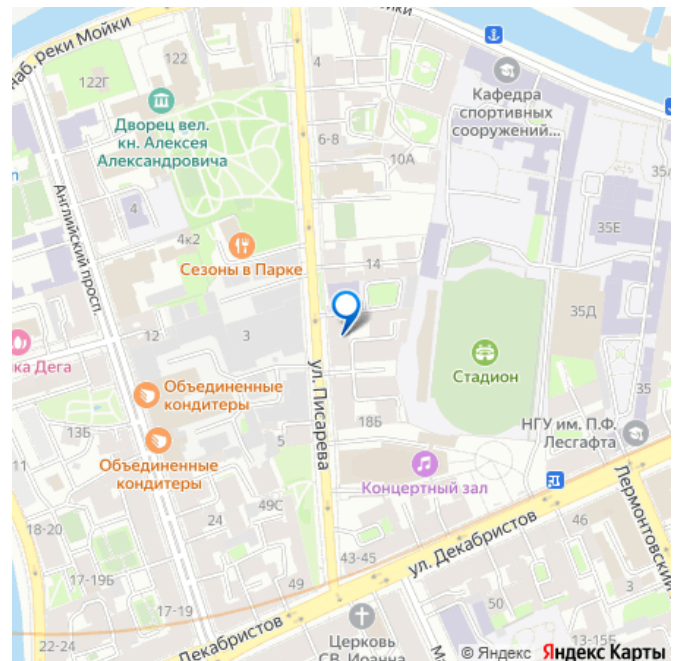 наб. реки Мойки
122Г
Дворец вел.
кн. Алексея
Александровича
4
Кафедра
спортивных
сооружений...
6-8
10А
35Е
Английский просп.
4
4к2
Сезоны в Парке
14
12
3
35Д
Стадион
Объединенные
кондитеры
ул. Писарева
13Б
5
18Б
НГУ им. П.Ф.
Лесгафта
35
Объединенные
кондитеры
11
Концертный зал
Лермонтовский
49С
24
18-20
46
43-45
ул. Декабристов
17-19Б
49
3
17-19
50
22-24
Декабристов
Церковь
СВ. Иоанна
13-15Б
© Яндекс Яндекс Карты